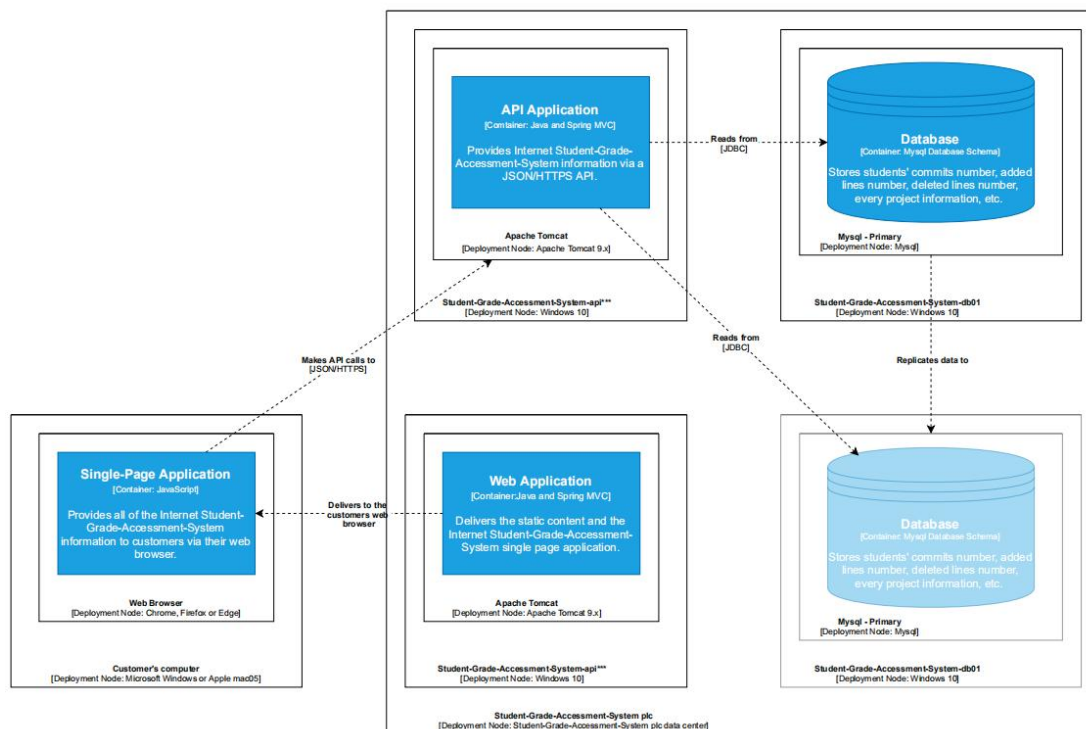 API Application
[Comtainer: Java and Spring MVC]
Provides Internet Student-Grade-
Assessment-System information via a
JSON/HTTPS API.
Apache Tomcat
[Deployment Node: Apache Tomcat 9.x]
Student-Grade-Accessment-System-api***
[Deployment Node: Windows 10]
Reads from
[JDBC]
Database
[Container: Mysql Database Schema]
Stores students' commits number, added
lines number, deleted lines number,
every project information, etc.
Mysql - Primary
[Deployment Node: Mysql]
Student-Grade-Accessment-System-db01
[Deployment Node: Windows 10]
Reads from
[JDBC]
Replicates data to
Makes API calls to
[JSON/HTTPS]
Single-Page Application
[Container: JavaScript]
Provides all of the Internet Student-
Grade-Accessment-System
information to customers via their web
browser.
Web Browser
[Deployment Node: Chrome, Firefox or Edge]
Customer's computer
[Deployment Node: Microsoft Windows or Apple mac05]
Delivers to the
customers web
browser
Web Application
[Container:Java and Spring MVC]
Delivers the static content and the
Internet Student-Grade-Accessment-
System single page application.
Apache Tomcat
[Deployment Node: Apache Tomcat 9.x]
Student-Grade-Accessment-System-api***
[Deployment Node: Windows 10]
Database
[Container: Mysql Database Schema]
Stores students' commits number, added
lines number, deleted lines number,
every project information, etc.
Mysql - Primary
[Deployment Node: Mysql]
Student-Grade-Accessment-System-db01
[Deployment Node: Windows 10]
Student-Grade-Accessment-System plc
[Deployment Node: Student-Grade-Accessment-System plc data center]